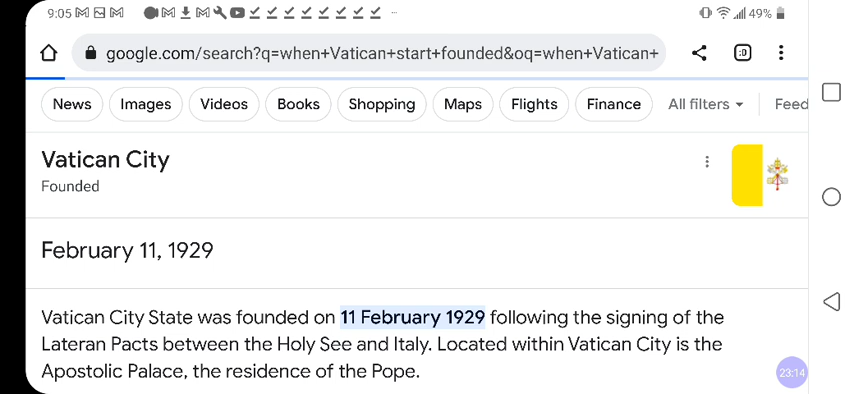 9:05
49%
google.com/search?q=when+Vatican+start+founded&oq=when+Vatican+
:D
News Images Videos Books Shopping Maps Flights Finance All filters Feed
Vatican City
Founded
February 11, 1929
Vatican City State was founded on 11 February 1929 following the signing of the
Lateran Pacts between the Holy See and Italy. Located within Vatican City is the
Apostolic Palace, the residence of the Pope.
23:14